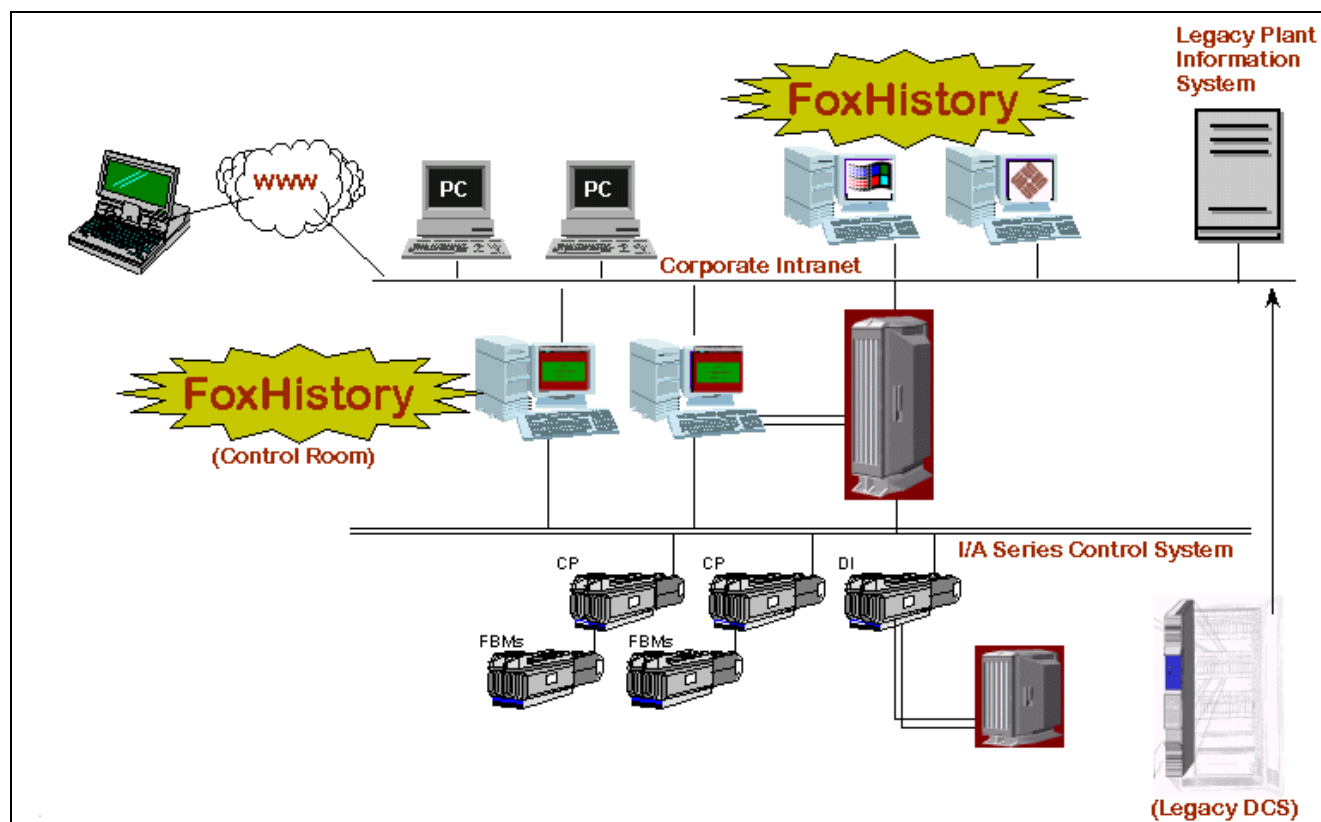 Legacy Plant
Information
System
FoxHistory
www
PC
PC
Corporate Intranet
FoxHistory
(Control Room)
I/A Series Control System
CP
CP
DI
FBMs
FBMs
(Legacy DCS)